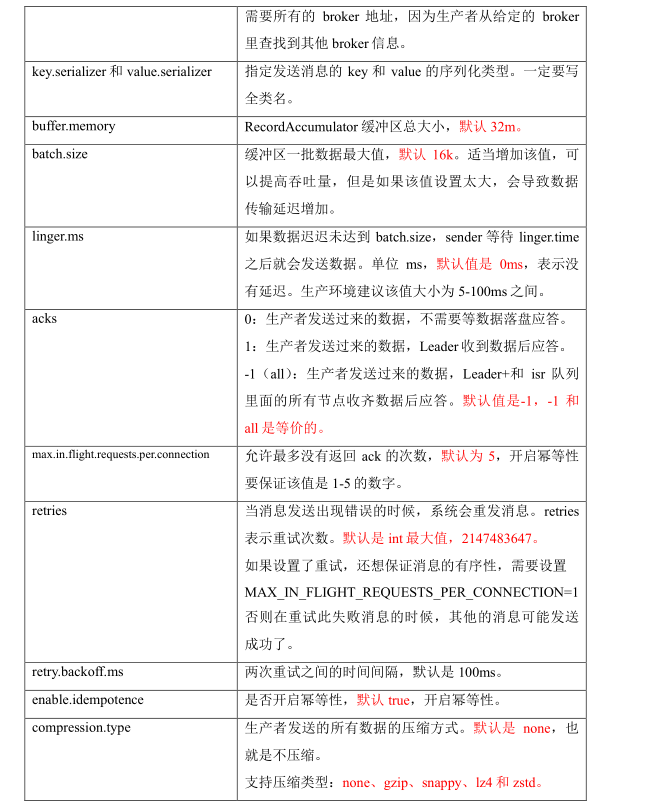 需要所有的 broker 地址，因为生产者从给定的 broker
里查找到其他 broker 信息。
key.serializer 和 value.serializer
指定发送消息的 key 和 value 的序列化类型。一定要写
全类名。
buffer.memory
RecordAccumulator 缓冲区总大小，默认 32m。
batch.size
缓冲区一批数据最大值，默认 16k。适当增加该值，可
以提高吞吐量，但是如果该值设置太大，会导致数据
传输延迟增加。
linger.ms
如果数据迟迟未达到 batch.size，sender 等待 linger.time
之后就会发送数据。单位 ms，默认值是 0ms，表示没
有延迟。生产环境建议该值大小为 5-100ms 之间。
acks
0：生产者发送过来的数据，不需要等数据落盘应答。
1：生产者发送过来的数据，Leader 收到数据后应答。
-1（all）：生产者发送过来的数据，Leader+和 isr 队列
里面的所有节点收齐数据后应答。默认值是-1，-1 和
all 是等价的。
max.in.flight.requests.per.connection
允许最多没有返回 ack 的次数，默认为 5，开启幂等性
要保证该值是 1-5 的数字。
retries
当消息发送出现错误的时候，系统会重发消息。retries
表示重试次数。默认是 int 最大值，2147483647。
如果设置了重试，还想保证消息的有序性，需要设置
MAX_IN_FLIGHT_REQUESTS_PER_CONNECTION=1
否则在重试此失败消息的时候，其他的消息可能发送
成功了。
retry.backoff.ms
两次重试之间的时间间隔，默认是 100ms。
enable.idempotence
是否开启幂等性，默认 true，开启幂等性。
compression.type
生产者发送的所有数据的压缩方式。默认是 none，也
就是不压缩。
支持压缩类型：none、gzip、snappy、lz4 和 zstd。